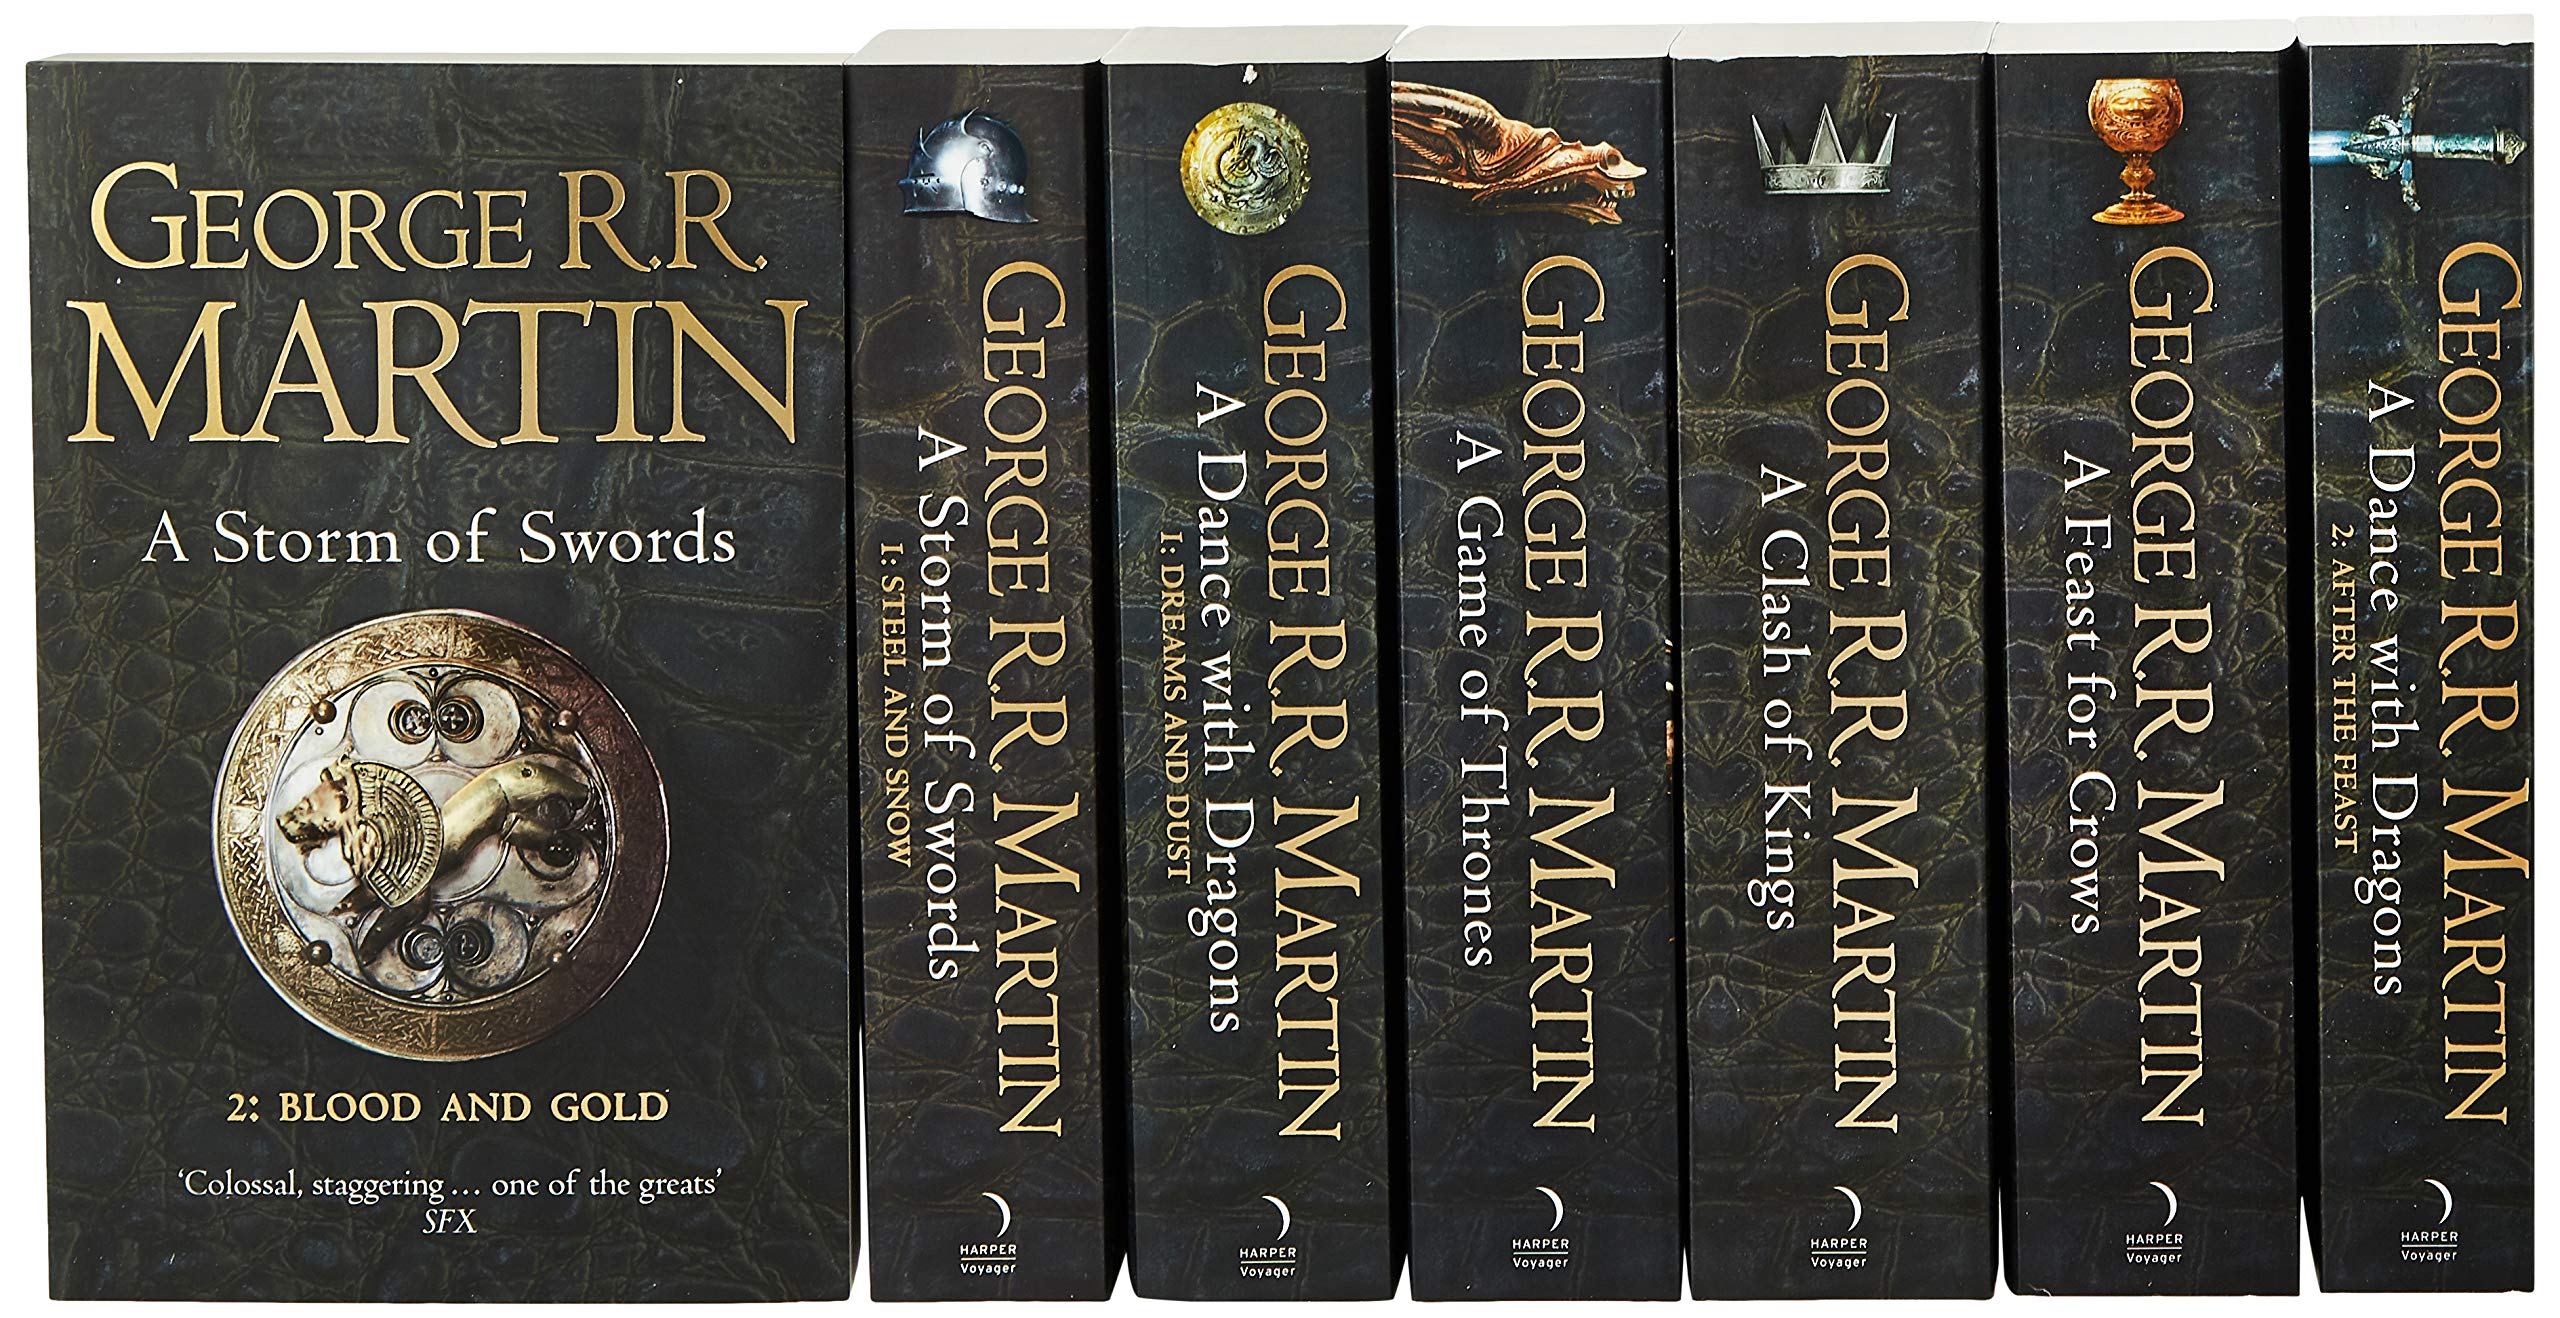 GEORGE R.R.
MARTIN
A Storm of Swords
2: BLOOD AND GOLD
‘Colossal, staggering ... one of the greats’
SFX
GEORGE R.R. MARTIN
A Storm of Swords
1: STEEL AND SNOW
HARPER
Voyager
GEORGE R.R. MARTIN
A Dance with Dragons
1: DREAMS AND DUST
HARPER
Voyager
GEORGE R.R. MARTIN
A Game of Thrones
HARPER
Voyager
GEORGE R.R. MARTIN
A Clash of Kings
HARPER
Voyager
GEORGE R.R. MARTIN
A Feast for Crows
HARPER
Voyager
GEORGE R.R. MARTIN
A Dance with Dragons
2: AFTER THE FEAST
HARPER
Voyager